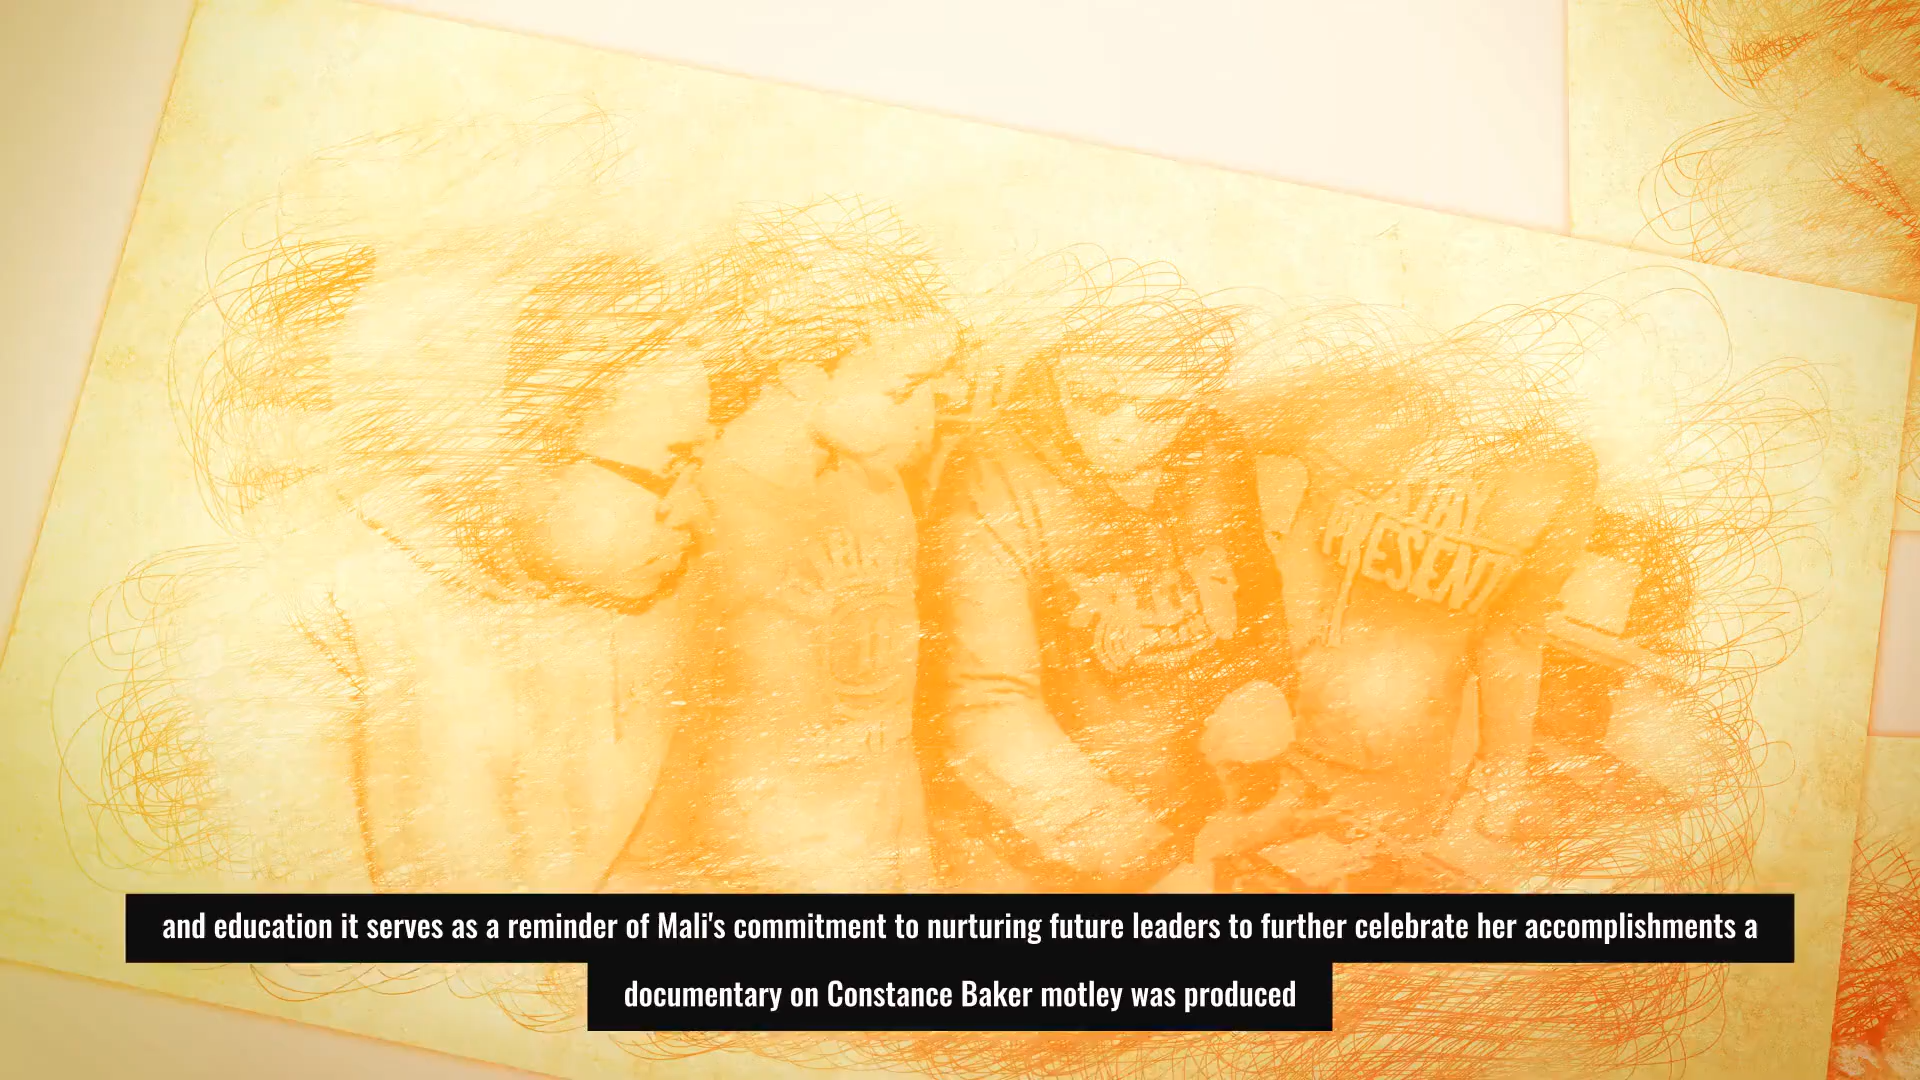 PRESENT
and education it serves as a reminder of Mali's commitment to nurturing future leaders to further celebrate her accomplishments a
documentary on Constance Baker motley was produced